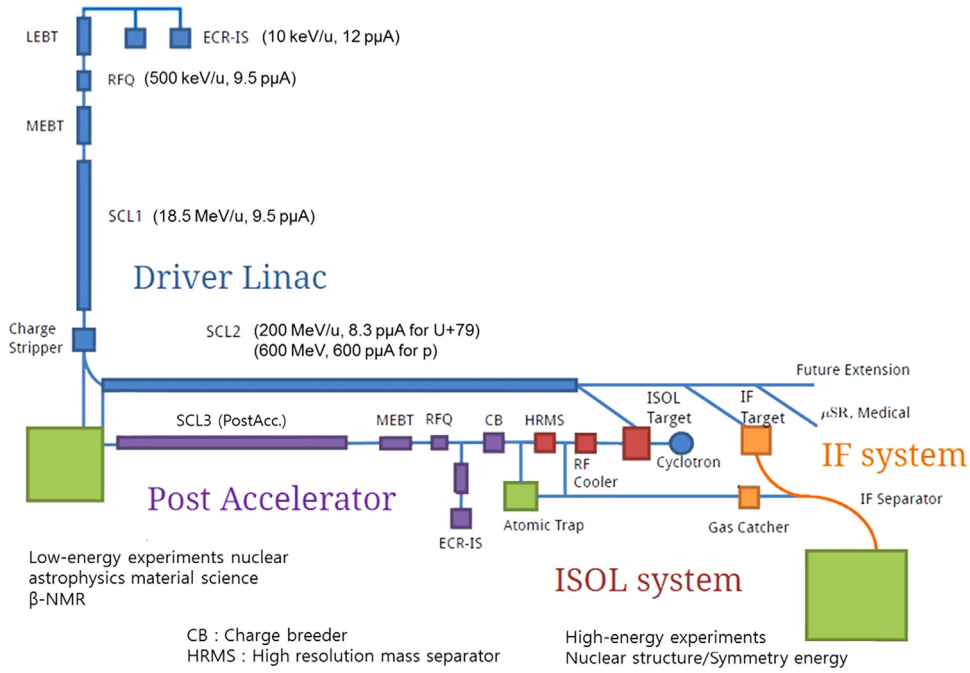 LEBT
ECR-IS (10 keV/u, 12 pμA)
RFQ (500 keV/u, 9.5 pμA)
MEBT
SCL1 (18.5 MeV/u, 9.5 pμA)
Driver Linac
Charge
Stripper
SCL2 (200 MeV/u, 8.3 pμA for U+79)
(600 MeV, 600 pμA for p)
Future Extension
ISOL
Target
IF
Target
μSR, Medical
SCL3 (PostAcc.)
MEBT
RFQ
CB
HRMS
RF
Cooler
Cyclotron
IF system
Post Accelerator
ECR-IS
Atomic Trap
Gas Catcher
IF Separator
ISOL system
Low-energy experiments nuclear
astrophysics material science
β-NMR
CB : Charge breeder
HRMS : High resolution mass separator
High-energy experiments
Nuclear structure/Symmetry energy